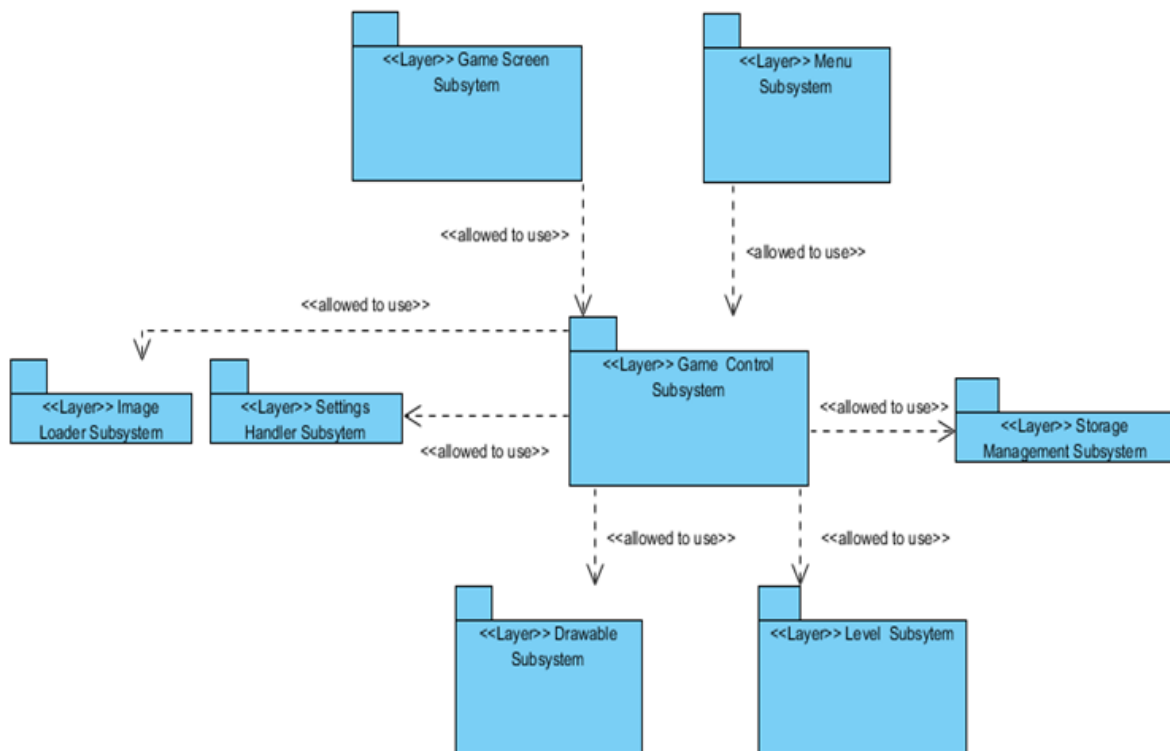 <<Layer>> Game Screen
Subsytem
<<Layer>> Menu
Subsystem
<<allowed to use>>
<allowed to use>>
<<allowed to use>>
<<Layer>> Game  Control
Subsystem
<<Layer>> Image
Loader Subsystem
<<Layer>> Settings
Handler Subsytem
<<allowed to use>>
<<allowed to use>>
<<Layer>> Storage
Management Subsystem
<<allowed to use>>
<<allowed to use>>
<<Layer>> Drawable
Subsystem
<<Layer>> Level  Subsytem